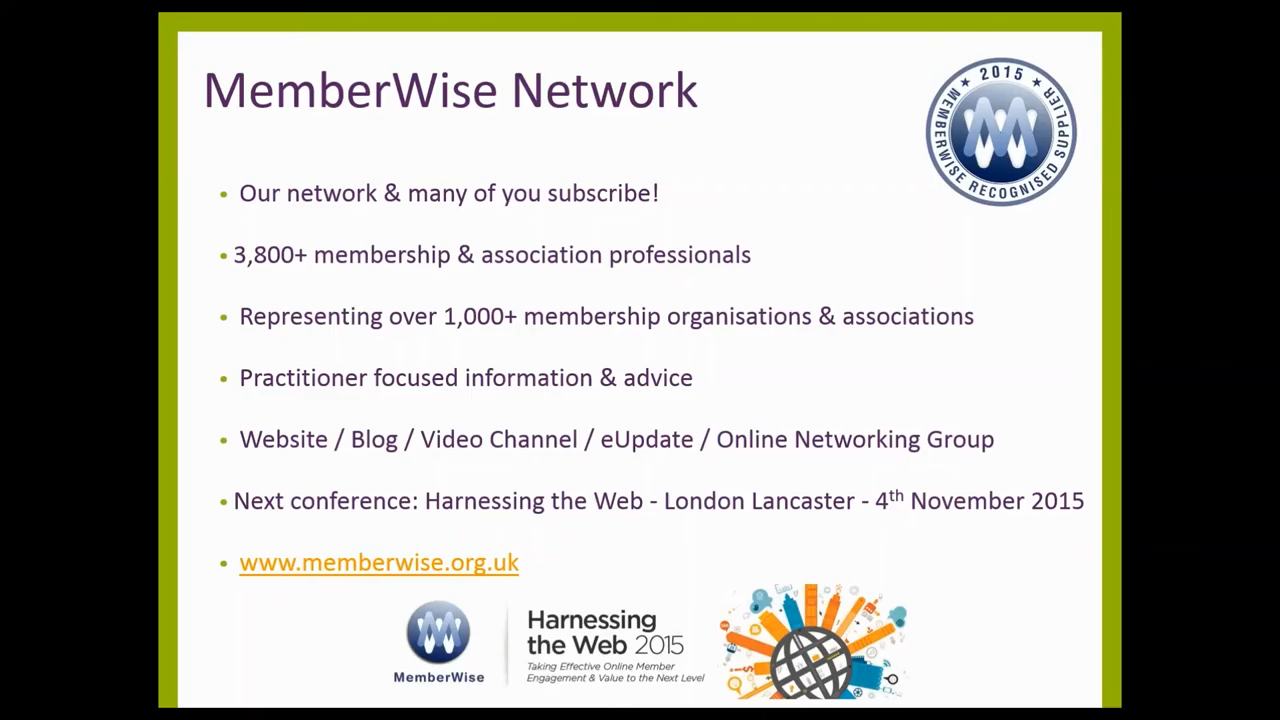 MemberWise Network
★ 2015 ★
MEMBERWISE RECOGNISED SUPPLIER
• Our network & many of you subscribe!
• 3,800+ membership & association professionals
• Representing over 1,000+ membership organisations & associations
• Practitioner focused information & advice
• Website / Blog / Video Channel / eUpdate / Online Networking Group
• Next conference: Harnessing the Web - London Lancaster - 4th November 2015
• www.memberwise.org.uk
MemberWise
Harnessing
the Web 2015
Taking Effective Online Member
Engagement & Value to the Next Level